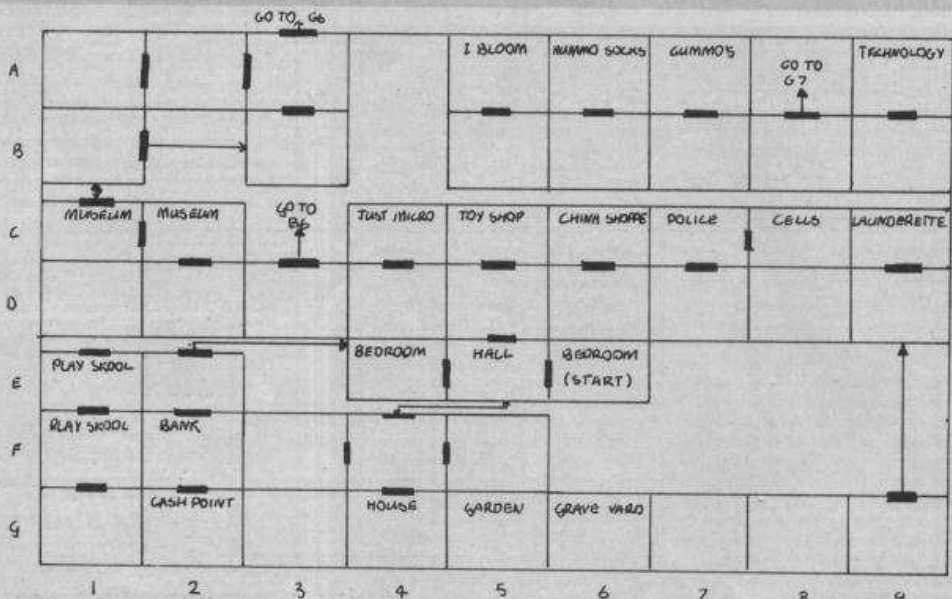 GO TO G6
A
I BLOOM
NUMMO SOCKS
GUMMOS
GO TO
G7
TECHNOLOGY
B
C
MUSEUM
MUSEUM
GO TO
JUST MICRO
TOY SHOP
CHINA SHOPPE
POLICE
CELLS
LAUNDERETTE
D
E
PLAY SKOOL
BEDROOM
HALL
BEDROOM
(START)
F
PLAY SKOOL
BANK
G
CASH POINT
HOUSE
GARDEN
GRAVE YARD
1 2 3 4 5 6 7 8 9